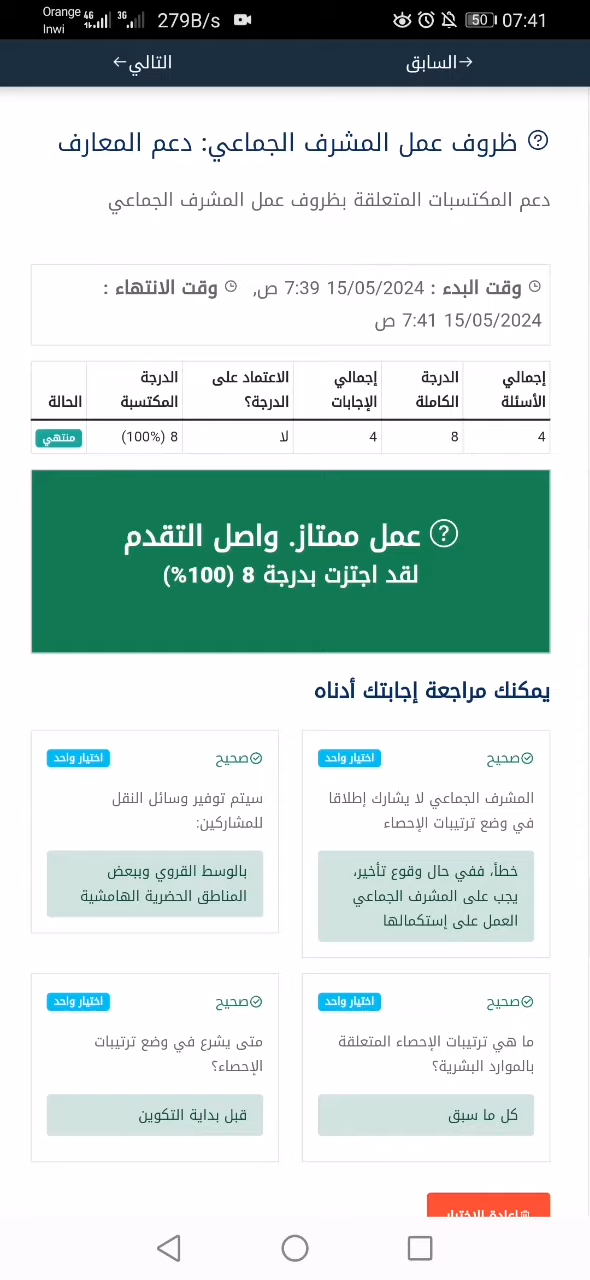 Orange 4G 3G 279B/s 50 07:41
Inwi
→السابق التالي←
ظروف عمل المشرف الجماعي: دعم المعارف
دعم المكتسبات المتعلقة بظروف عمل المشرف الجماعي
وقت البدء : 15/05/2024 7:39 ص, وقت الانتهاء :
15/05/2024 7:41 ص
إجمالي الأسئلة الدرجة الكاملة إجمالي الإجابات الاعتماد على الدرجة؟ الدرجة المكتسبة الحالة
4 8 4 لا 8 (100%) منتهي
عمل ممتاز. واصل التقدم
لقد اجتزت بدرجة 8 (100%)
يمكنك مراجعة إجابتك أدناه
صحيح اختيار واحد
المشرف الجماعي لا يشارك إطلاقا
في وضع ترتيبات الإحصاء
خطأ، ففي حال وقوع تأخير،
يجب على المشرف الجماعي
العمل على إستكمالها
صحيح اختيار واحد
سيتم توفير وسائل النقل
للمشاركين:
بالوسط القروي وببعض
المناطق الحضرية الهامشية
صحيح اختيار واحد
ما هي ترتيبات الإحصاء المتعلقة
بالموارد البشرية؟
كل ما سبق
صحيح اختيار واحد
متى يشرع في وضع ترتيبات
الإحصاء؟
قبل بداية التكوين